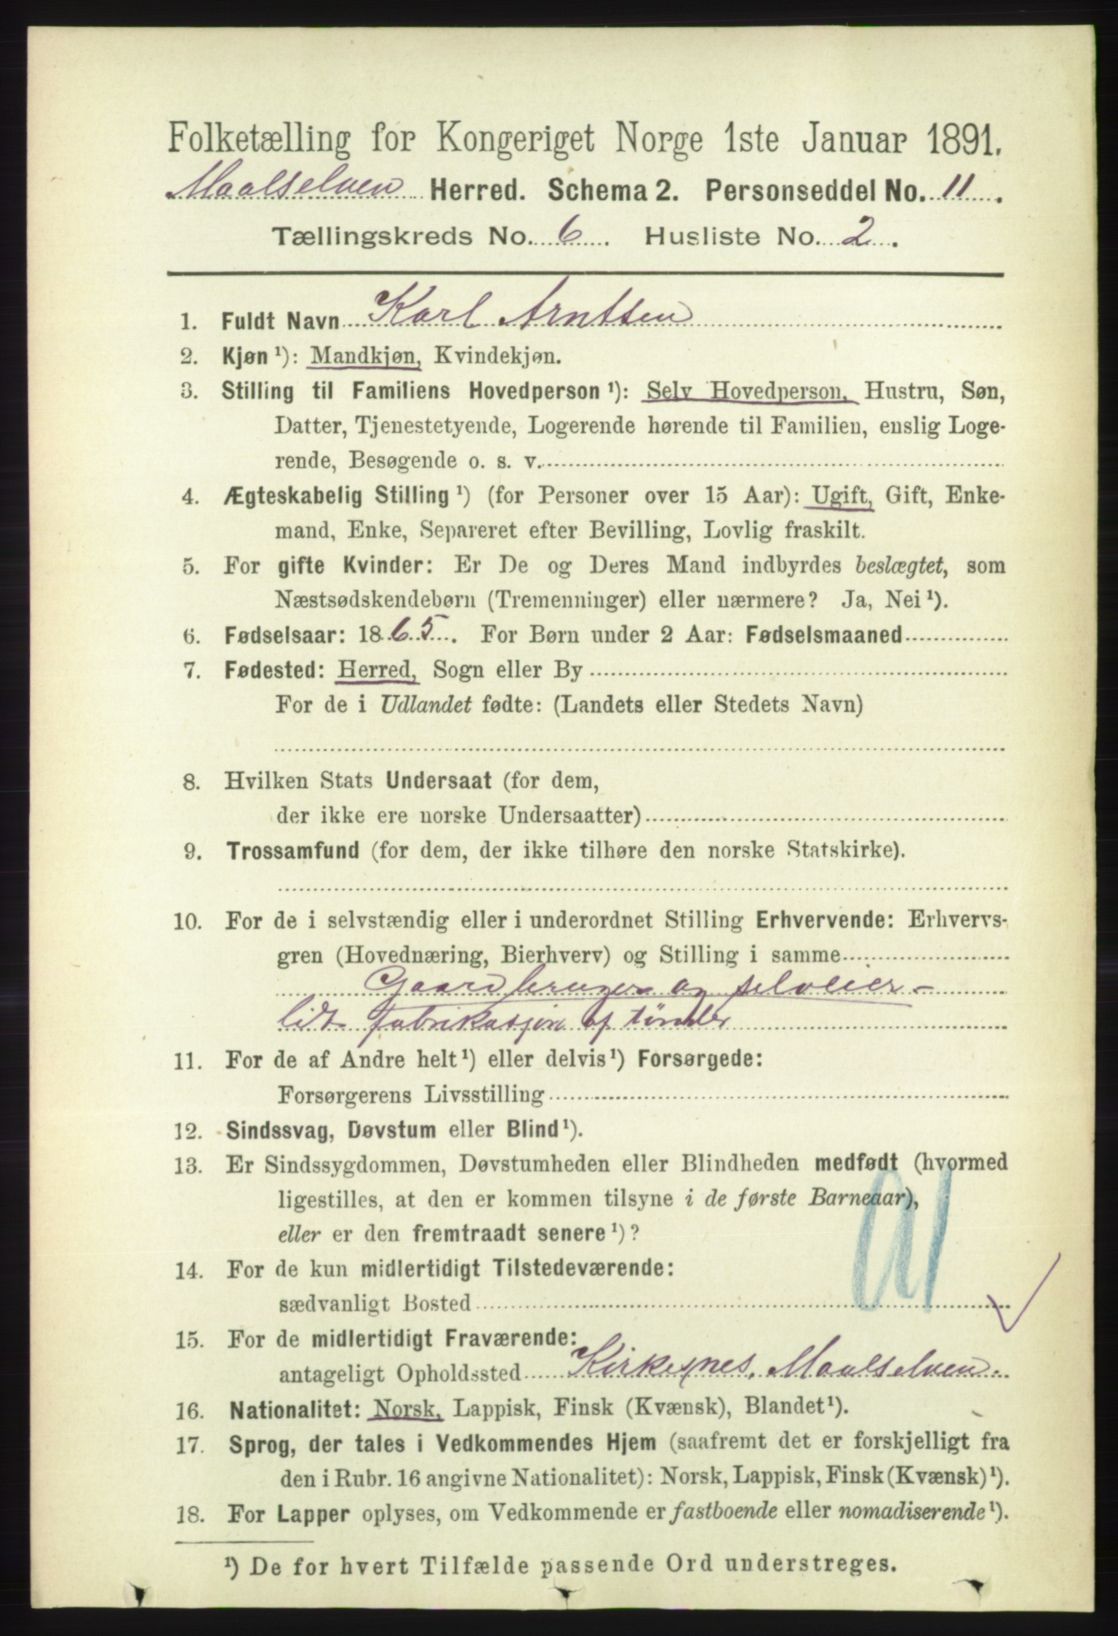 Folketælling for Kongeriget Norge 1ste Januar 1891.
Maalselven Herred. Schema 2. Personseddel No. 11.
Tællingskreds No. 6. Husliste No. 2.
1. Fuldt Navn Karl Arntsen
2. Kjøn ¹): Mandkjøn, Kvindekjøn.
3. Stilling til Familiens Hovedperson ¹): Selv Hovedperson, Hustru, Søn,
Datter, Tjenestetyende, Logerende hørende til Familien, enslig Loge-
rende, Besøgende o. s. v.
4. Ægteskabelig Stilling ¹) (for Personer over 15 Aar): Ugift, Gift, Enke-
mand, Enke, Separeret efter Bevilling, Lovlig fraskilt.
5. For gifte Kvinder: Er De og Deres Mand indbyrdes beslægtet, som
Næstsødskendebørn (Tremenninger) eller nærmere? Ja, Nei ¹).
6. Fødselsaar: 1865. For Børn under 2 Aar: Fødselsmaaned
7. Fødested: Herred, Sogn eller By
For de i Udlandet fødte: (Landets eller Stedets Navn)
8. Hvilken Stats Undersaat (for dem,
der ikke ere norske Undersaatter)
9. Trossamfund (for dem, der ikke tilhøre den norske Statskirke).
10. For de i selvstændig eller i underordnet Stilling Erhvervende: Erhvervs-
gren (Hovednæring, Bierhverv) og Stilling i samme
Gaardbruger og selveier -
lidt fabrikasjon af tønder
11. For de af Andre helt ¹) eller delvis ¹) Forsørgede:
Forsørgerens Livsstilling
12. Sindssvag, Døvstum eller Blind ¹).
13. Er Sindssygdommen, Døvstumheden eller Blindheden medfødt (hvormed
ligestilles, at den er kommen tilsyne i de første Barneaar),
eller er den fremtraadt senere ¹)?
14. For de kun midlertidigt Tilstedeværende:
sædvanligt Bosted
15. For de midlertidigt Fraværende:
antageligt Opholdssted Kirkesnes, Maalselven.
16. Nationalitet: Norsk, Lappisk, Finsk (Kvænsk), Blandet ¹).
17. Sprog, der tales i Vedkommendes Hjem (saafremt det er forskjelligt fra
den i Rubr. 16 angivne Nationalitet): Norsk, Lappisk, Finsk (Kvænsk) ¹).
18. For Lapper oplyses, om Vedkommende er fastboende eller nomadiserende ¹).
¹) De for hvert Tilfælde passende Ord understreges.